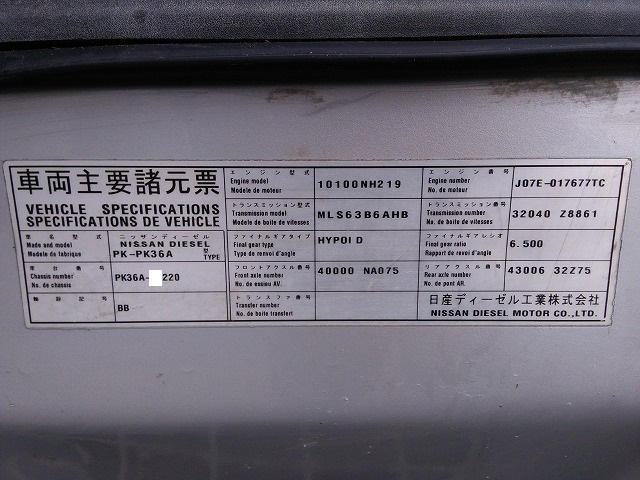 車両主要諸元票
VEHICLE SPECIFICATIONS
SPECIFICATIONS DE VEHICLE
車名型式
Made and model
Modele de fabrique
ニッサンディーゼル
NISSAN DIESEL
PK-PK36A
型
TYPE
車台番号
Chassis number
No. de chassis
PK36A- 220
軸誤記号
BB
エンジン型式
Engine model
Modele de moteur
10100NH219
トランスミッション型式
Transmission model
Modele de boite de vitesses
MLS63B6AHB
ファイナルギアタイプ
Final gear type
Type de renvoi d'angle
HYPOI D
フロントアクスル番号
Front axle number
No. de essieu AV.
40000 NA075
トランスファ番号
Transfer number
No. de boite transfert
エンジン番号
Engine number
No. de moteur
J07E-017677TC
トランスミッション番号
Transmission number
No. de boite de vitesses
32040 Z8861
ファイナルギアレシオ
Final gear ratio
Rapport de renvoi d'angle
6.500
リアアクスル番号
Rear axle number
No. de pont AR.
43006 32Z75
日産ディーゼル工業株式会社
NISSAN DIESEL MOTOR CO.,LTD.